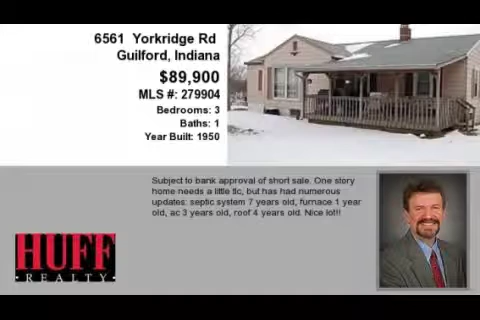 6561 Yorkridge Rd
Guilford, Indiana
$89,900
MLS #: 279904
Bedrooms: 3
Baths: 1
Year Built: 1950
Subject to bank approval of short sale. One story
home needs a little tlc, but has had numerous
updates: septic system 7 years old, furnace 1 year
old, ac 3 years old, roof 4 years old. Nice lot!!
HUFF
REALTY